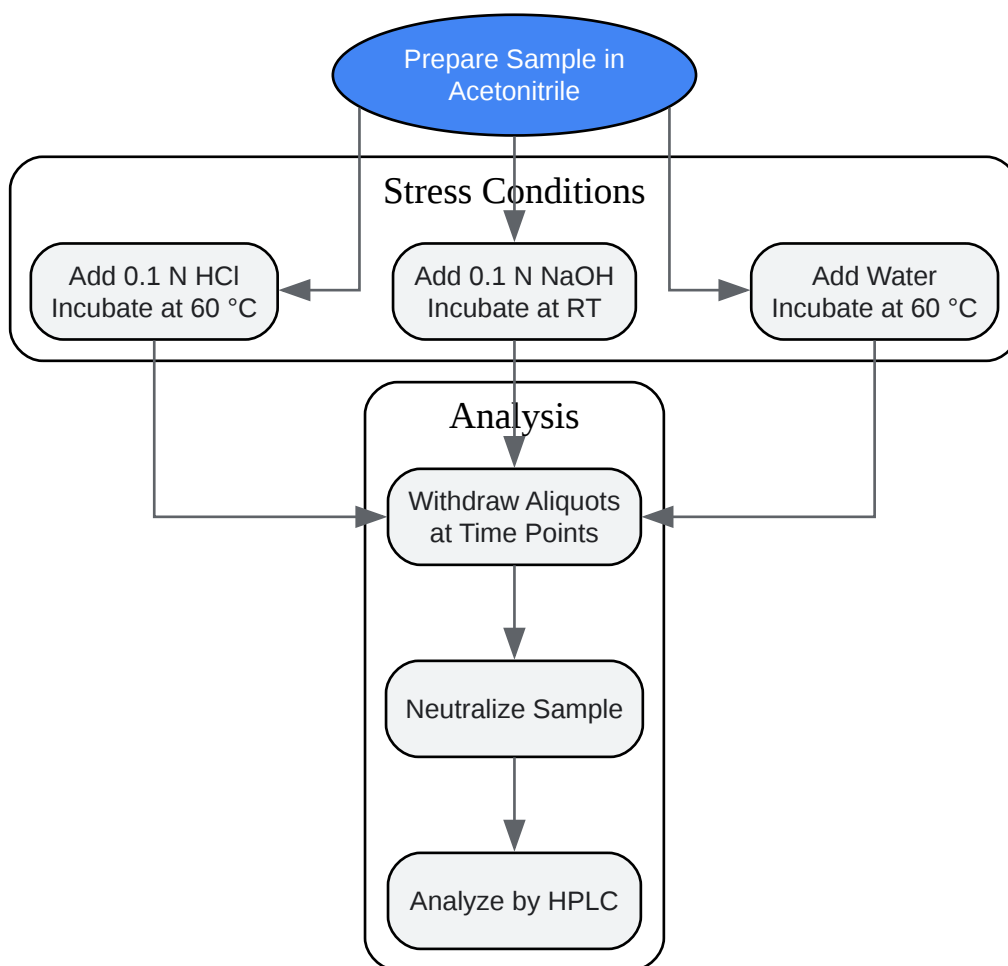 Prepare Sample in
Acetonitrile
Stress Conditions
Add 0.1 N HCl
Incubate at 60 °C
Add 0.1 N NaOH
Incubate at RT
Add Water
Incubate at 60 °C
Analysis
Withdraw Aliquots
at Time Points
Neutralize Sample
Analyze by HPLC